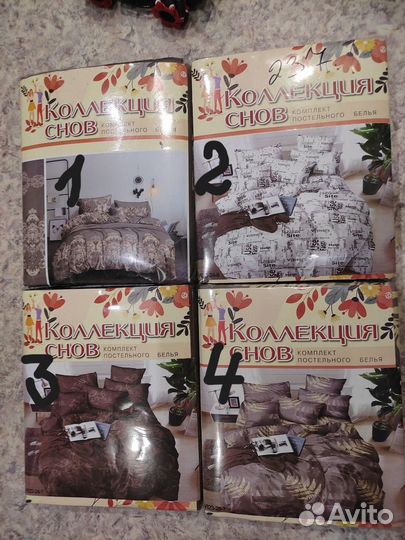 1
Коллекция
снов комплект
постельного белья
2
Коллекция
снов комплект
постельного белья
3
Коллекция
снов комплект
постельного белья
4
Коллекция
снов комплект
постельного белья
Avito